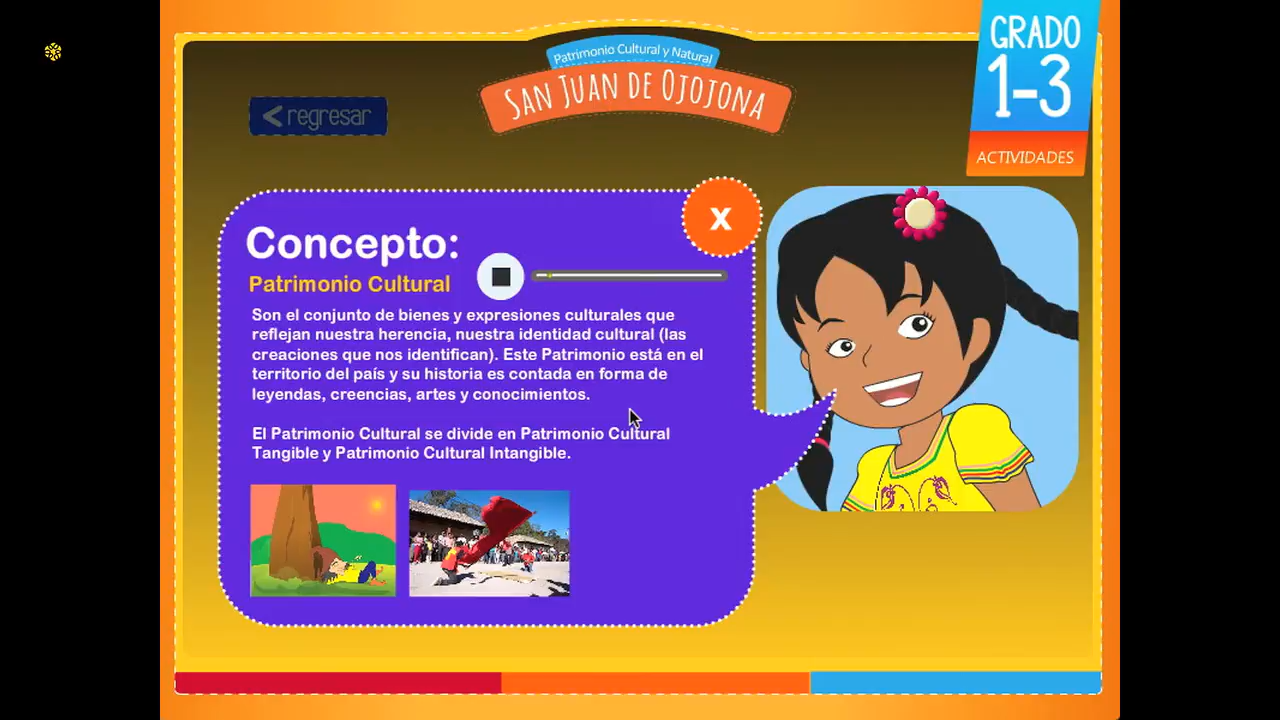 Patrimonio Cultural y Natural
SAN JUAN DE OJOJONA
GRADO
1-3
ACTIVIDADES
< regresar
x
Concepto:
Patrimonio Cultural
Son el conjunto de bienes y expresiones culturales que
reflejan nuestra herencia, nuestra identidad cultural (las
creaciones que nos identifican). Este Patrimonio está en el
territorio del país y su historia es contada en forma de
leyendas, creencias, artes y conocimientos.
El Patrimonio Cultural se divide en Patrimonio Cultural
Tangible y Patrimonio Cultural Intangible.